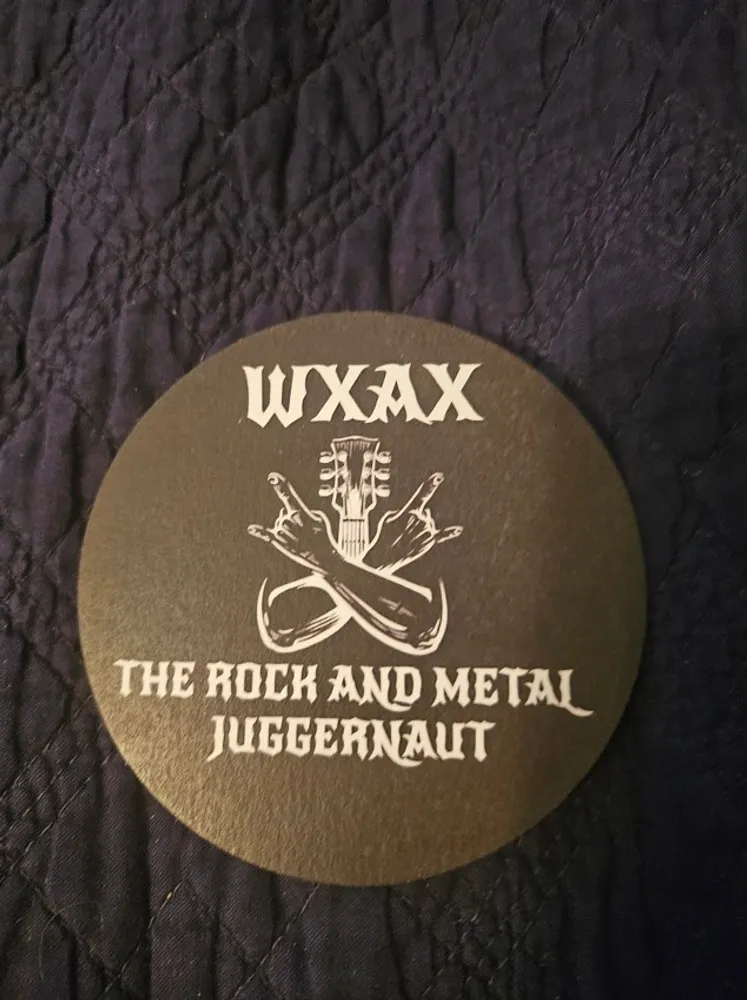 WXAX
THE ROCK AND METAL
JUGGERNAUT